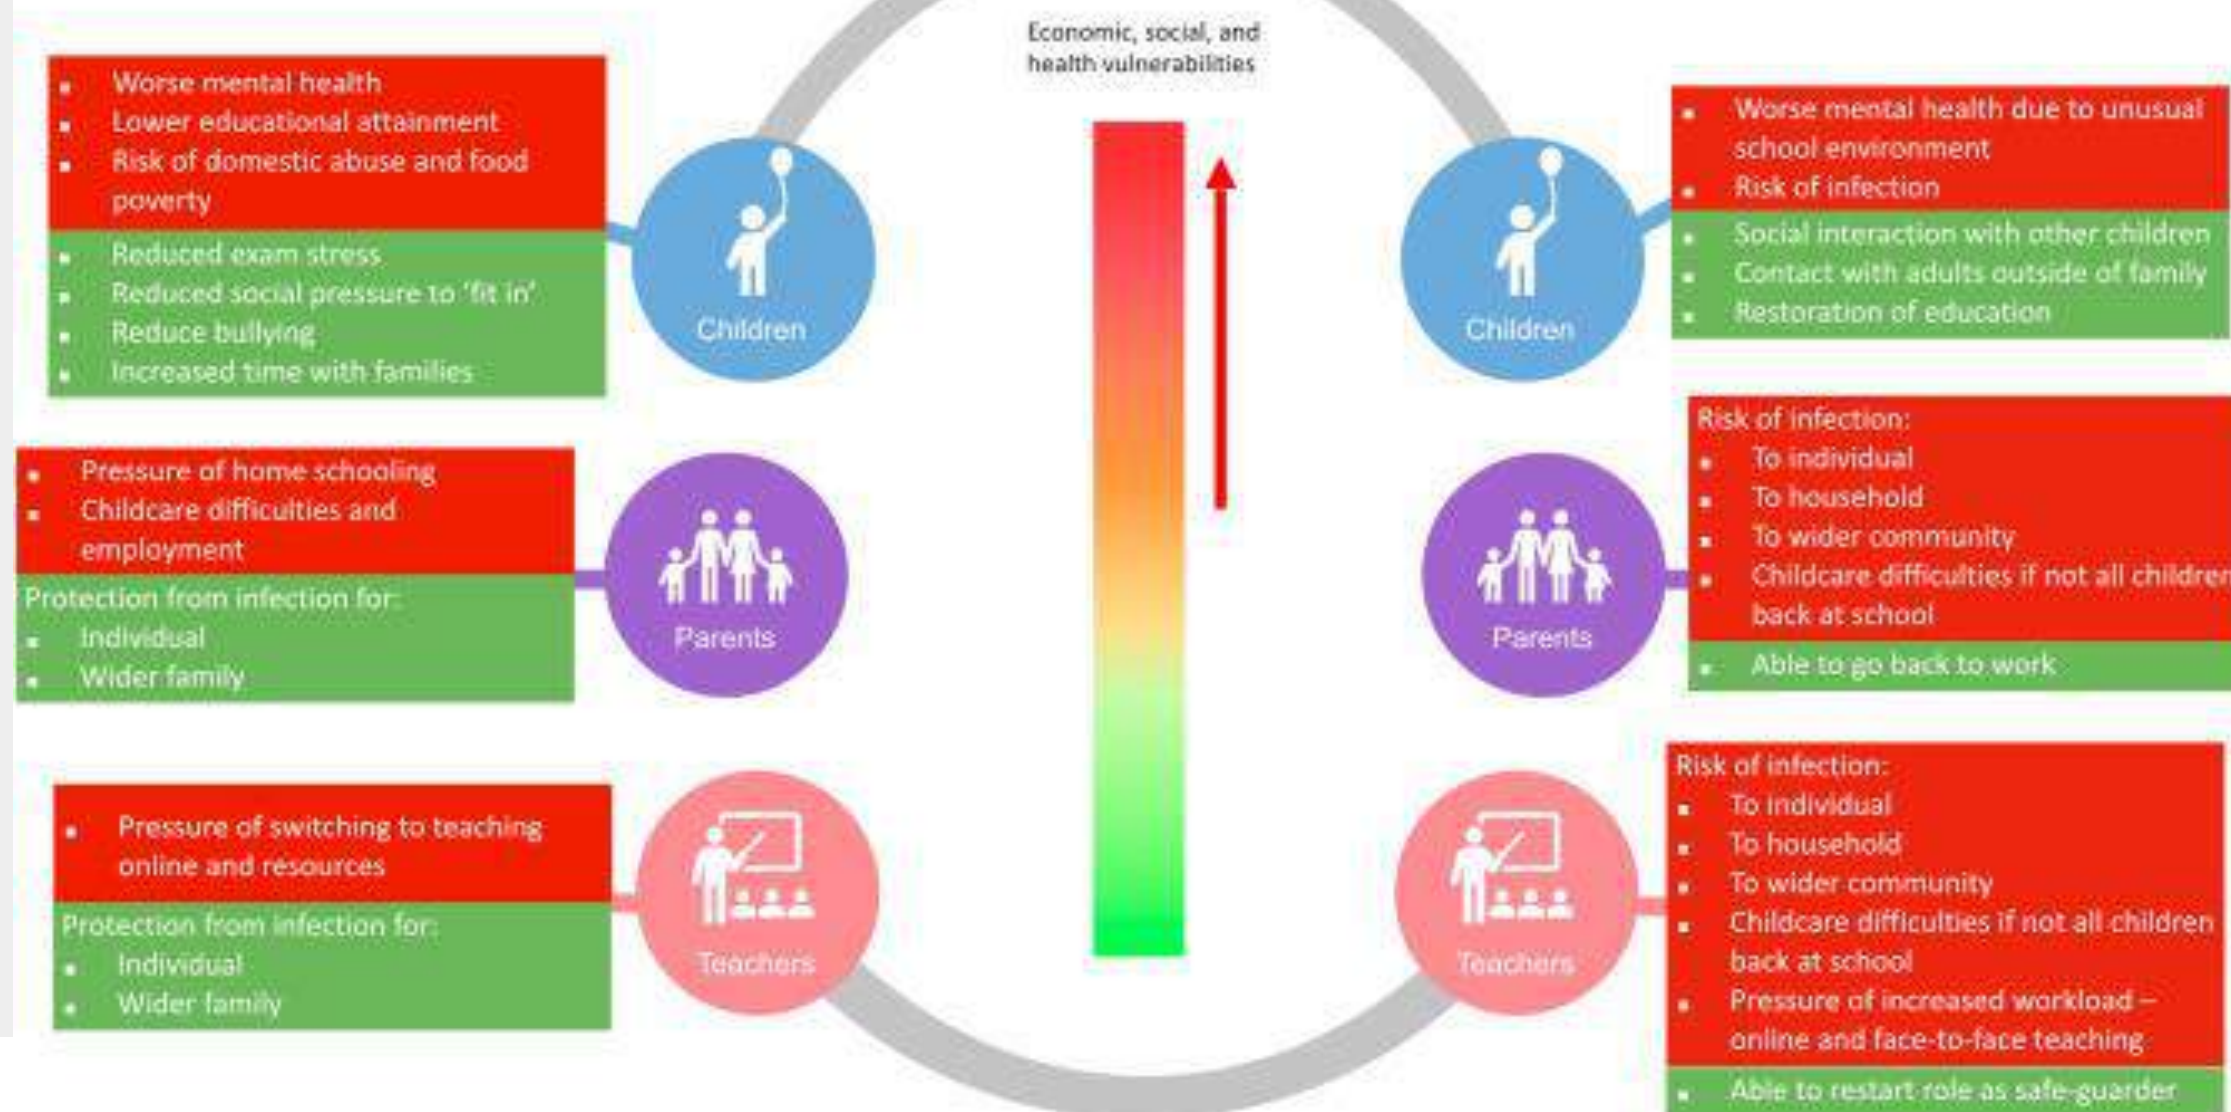 Economic, social, and
health vulnerabilities
Worse mental health
Lower educational attainment
Risk of domestic abuse and food
poverty
Reduced exam stress
Reduced social pressure to ‘fit in’
Reduce bullying
Increased time with families
Children
Pressure of home schooling
Childcare difficulties and
employment
Protection from infection for:
Individual
Wider family
Parents
Pressure of switching to teaching
online and resources
Protection from infection for:
Individual
Wider family
Teachers
Children
Worse mental health due to unusual
school environment
Risk of infection
Social interaction with other children
Contact with adults outside of family
Restoration of education
Parents
Risk of infection:
To individual
To household
To wider community
Childcare difficulties if not all children
back at school
Able to go back to work
Teachers
Risk of infection:
To individual
To household
To wider community
Childcare difficulties if not all children
back at school
Pressure of increased workload –
online and face-to-face teaching
Able to restart role as safe-guarder